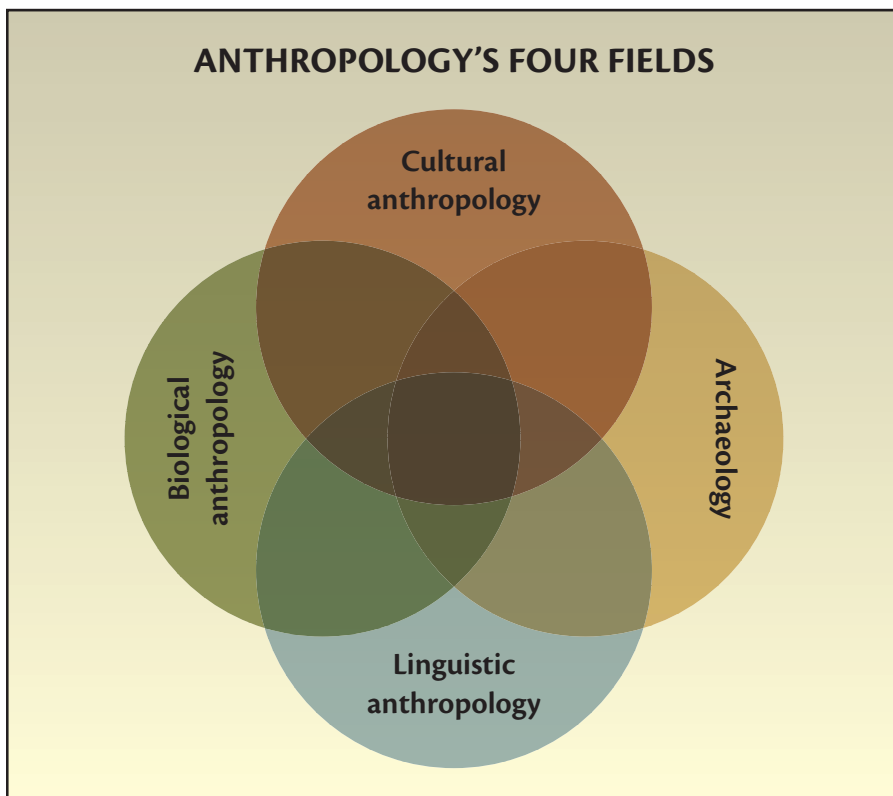 ANTHROPOLOGY’S FOUR FIELDS
Cultural
anthropology
Biological
anthropology
Archaeology
Linguistic
anthropology